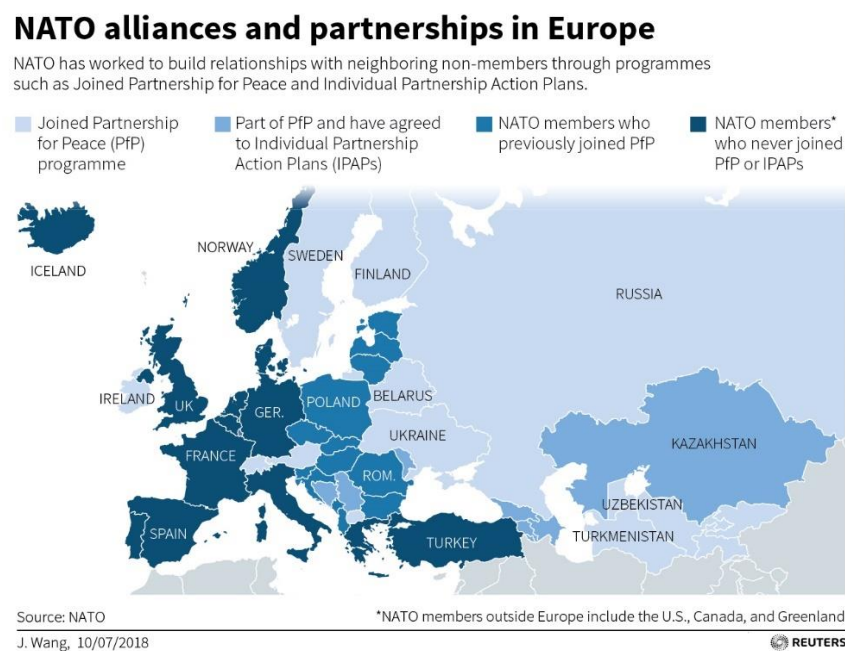 NATO alliances and partnerships in Europe
NATO has worked to build relationships with neighboring non-members through programmes
such as Joined Partnership for Peace and Individual Partnership Action Plans.
Joined Partnership
for Peace (PfP)
programme
Part of PfP and have agreed
to Individual Partnership
Action Plans (IPAPs)
NATO members who
previously joined PfP
NATO members*
who never joined
PfP or IPAPs
ICELAND
NORWAY
SWEDEN
FINLAND
RUSSIA
IRELAND
UK
GER.
POLAND
BELARUS
UKRAINE
FRANCE
ROM.
KAZAKHSTAN
UZBEKISTAN
SPAIN
TURKEY
TURKMENISTAN
Source: NATO
*NATO members outside Europe include the U.S., Canada, and Greenland
J. Wang, 10/07/2018
REUTERS